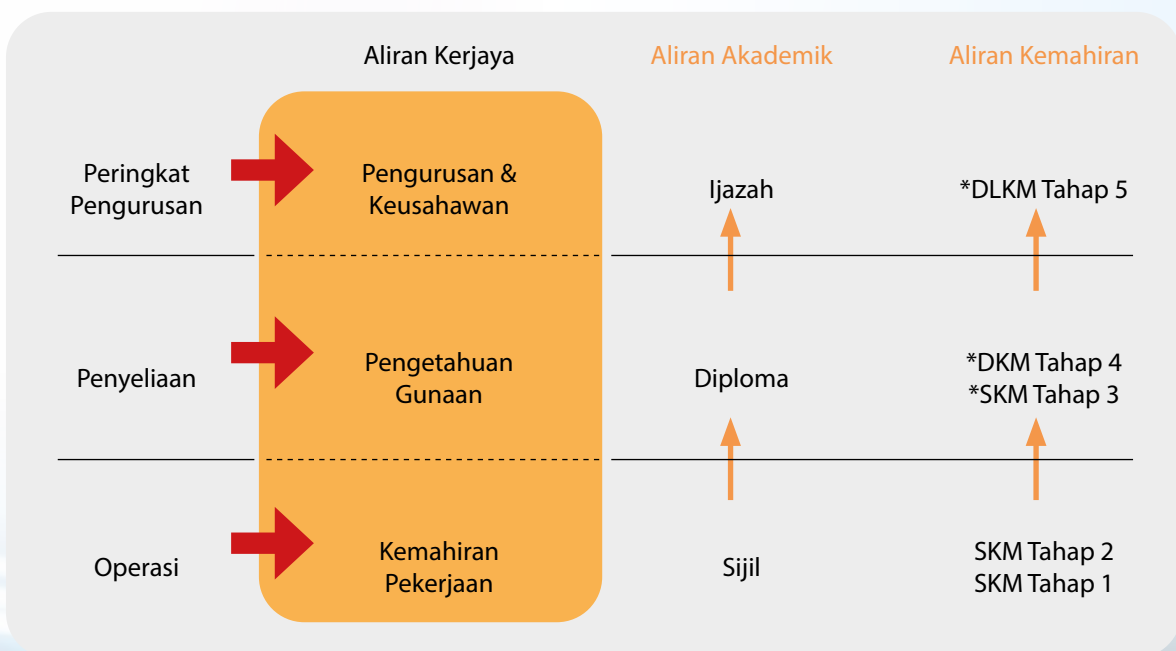 Aliran Kerjaya
Aliran Akademik
Aliran Kemahiran
Peringkat
Pengurusan
Pengurusan &
Keusahawan
Ijazah
*DLKM Tahap 5
Penyeliaan
Pengetahuan
Gunaan
Diploma
*DKM Tahap 4
*SKM Tahap 3
Operasi
Kemahiran
Pekerjaan
Sijil
SKM Tahap 2
SKM Tahap 1